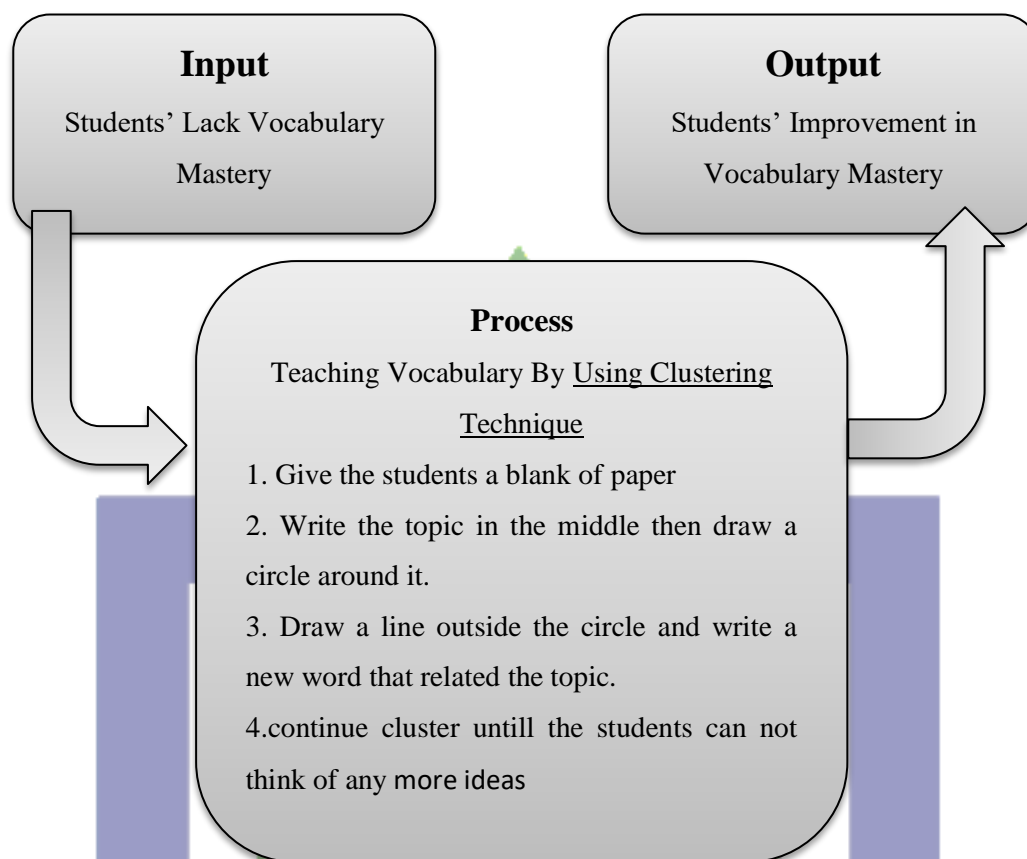 Input
Students’ Lack Vocabulary
Mastery
Output
Students’ Improvement in
Vocabulary Mastery
Process
Teaching Vocabulary By Using Clustering
Technique
1. Give the students a blank of paper
2. Write the topic in the middle then draw a
circle around it.
3. Draw a line outside the circle and write a
new word that related the topic.
4.continue cluster untill the students can not
think of any more ideas